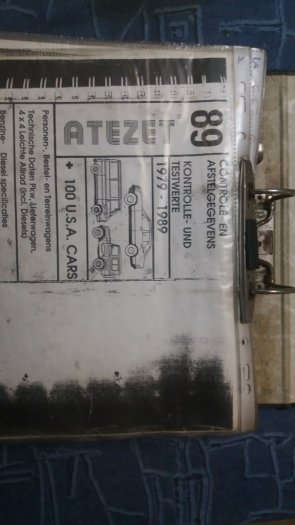 89
CONTROLE- EN
AFSTELGEGEVENS
KONTROLLE- UND
TESTWERTE
1979 - 1989
ATEZET
+ 100 U.S.A. CARS
Personen-, Bestel- en Terreinwagens
Technische Daten Pkw, Lieferwagen,
4 x 4 Leichte Allrad (incl. Diesels)
Benzine- Diesel specificaties